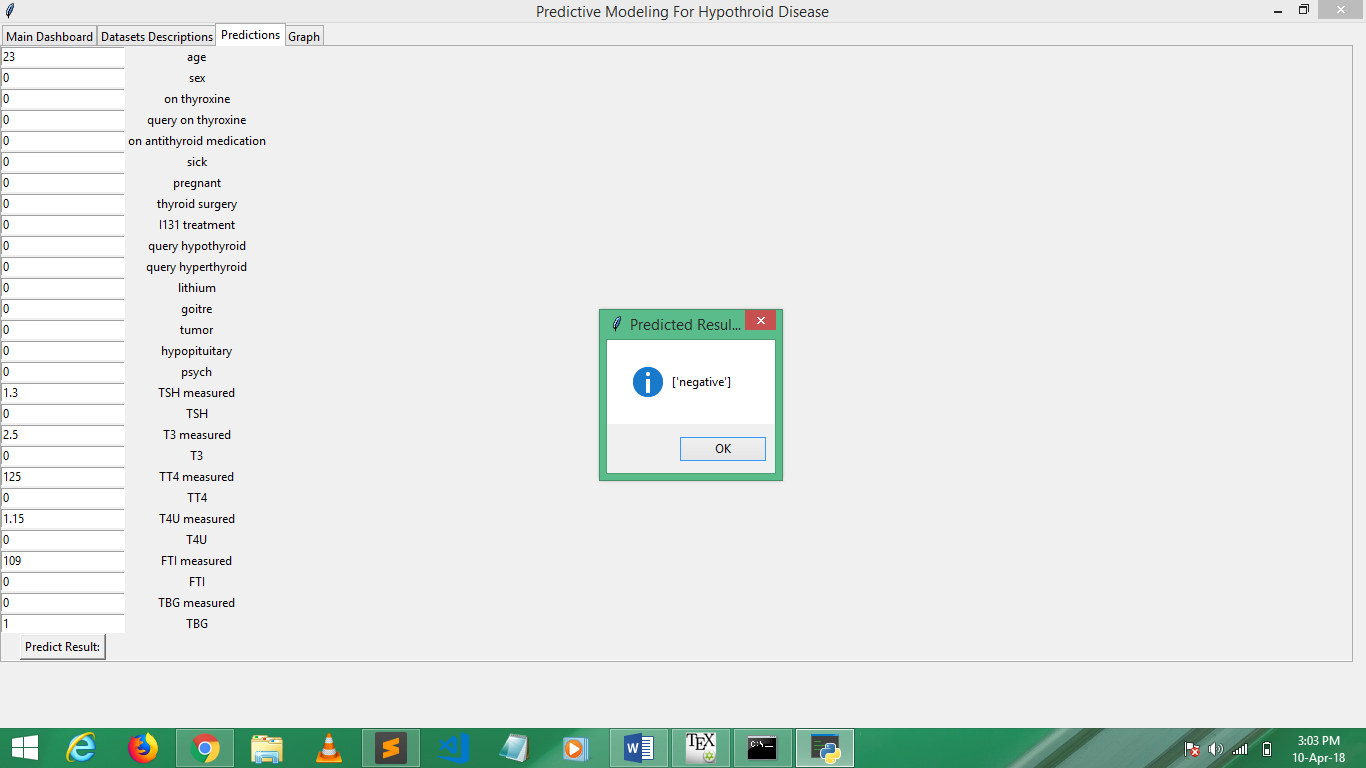 Predictive Modeling For Hypothroid Disease
Main Dashboard Datasets Descriptions Predictions Graph
23 age
0 sex
0 on thyroxine
0 query on thyroxine
0 on antithyroid medication
0 sick
0 pregnant
0 thyroid surgery
0 I131 treatment
0 query hypothyroid
0 query hyperthyroid
0 lithium
0 goitre
0 tumor
0 hypopituitary
0 psych
1.3 TSH measured
0 TSH
2.5 T3 measured
0 T3
125 TT4 measured
0 TT4
1.15 T4U measured
0 T4U
109 FTI measured
0 FTI
0 TBG measured
1 TBG
Predict Result:
Predicted Resul...
['negative']
OK
TEX
C:\_
3:03 PM
10-Apr-18